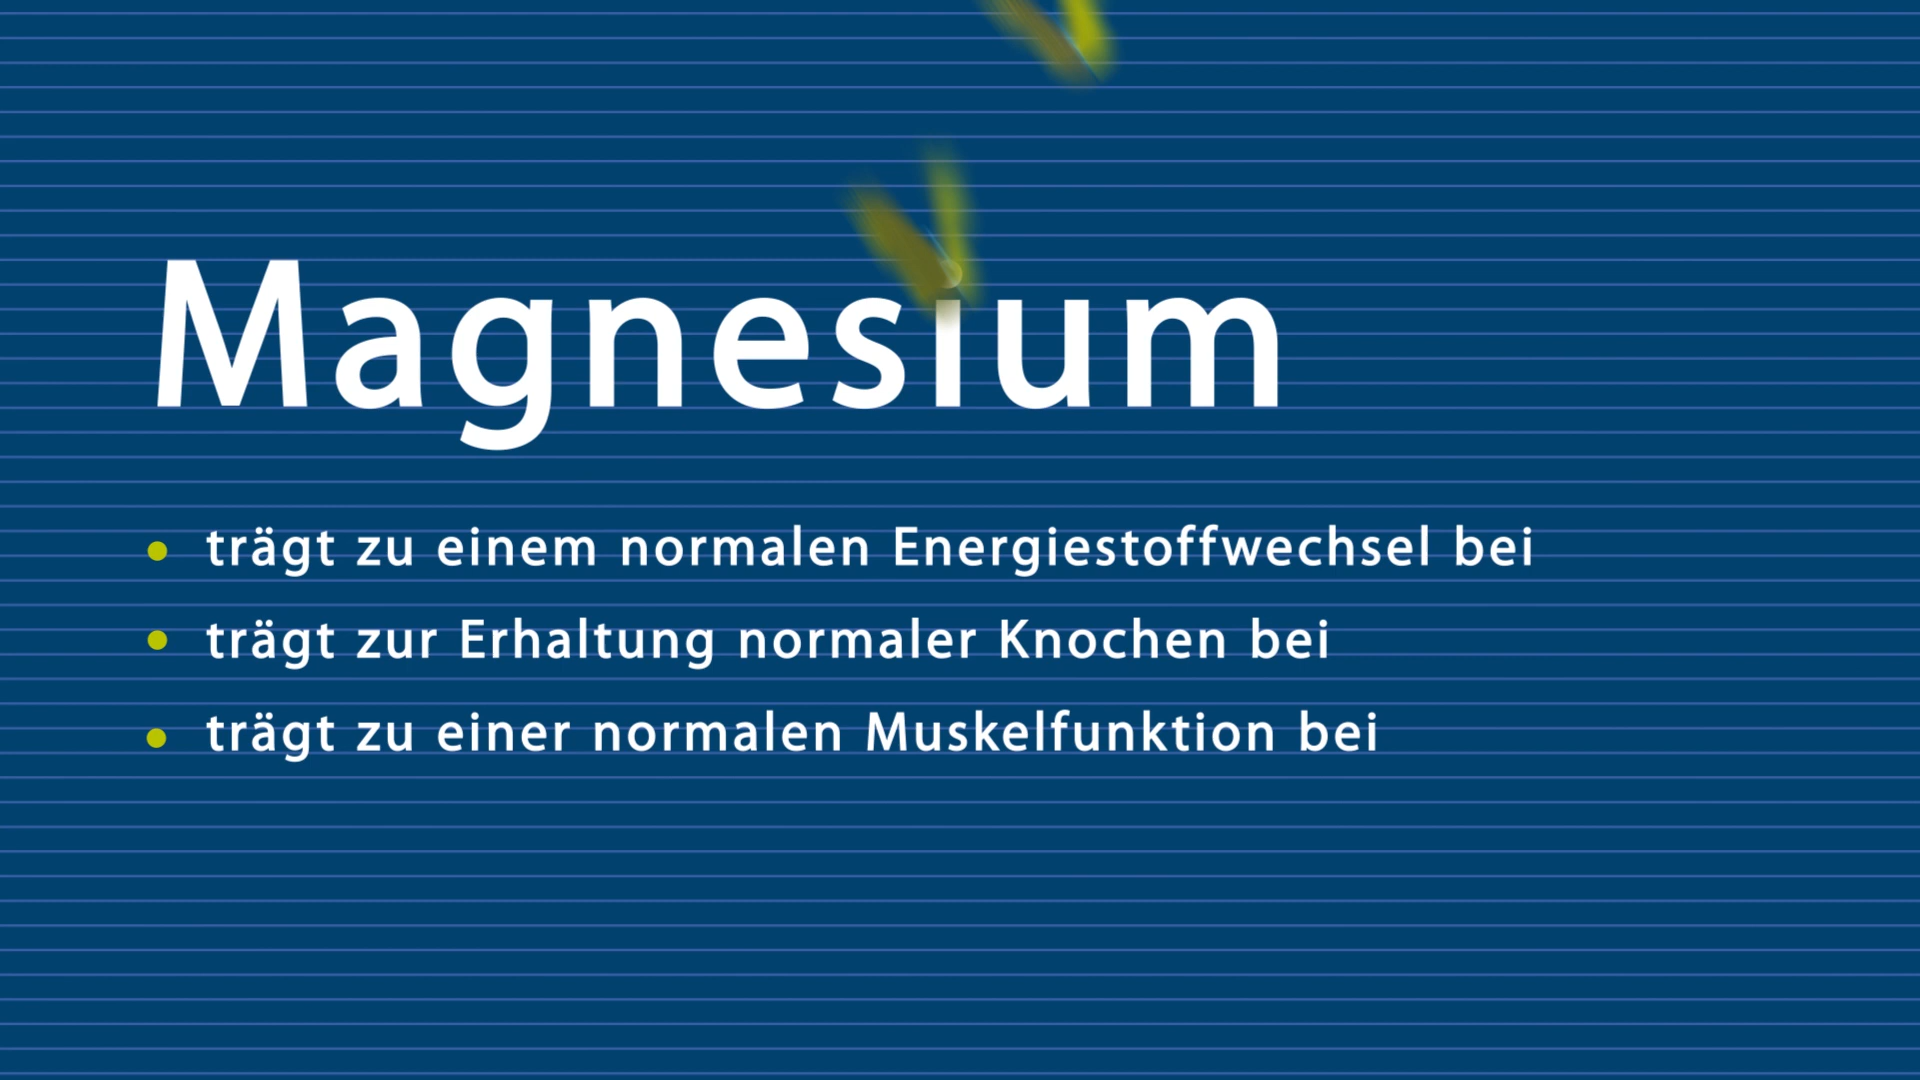 Magnesium
• trägt zu einem normalen Energiestoffwechsel bei
• trägt zur Erhaltung normaler Knochen bei
• trägt zu einer normalen Muskelfunktion bei